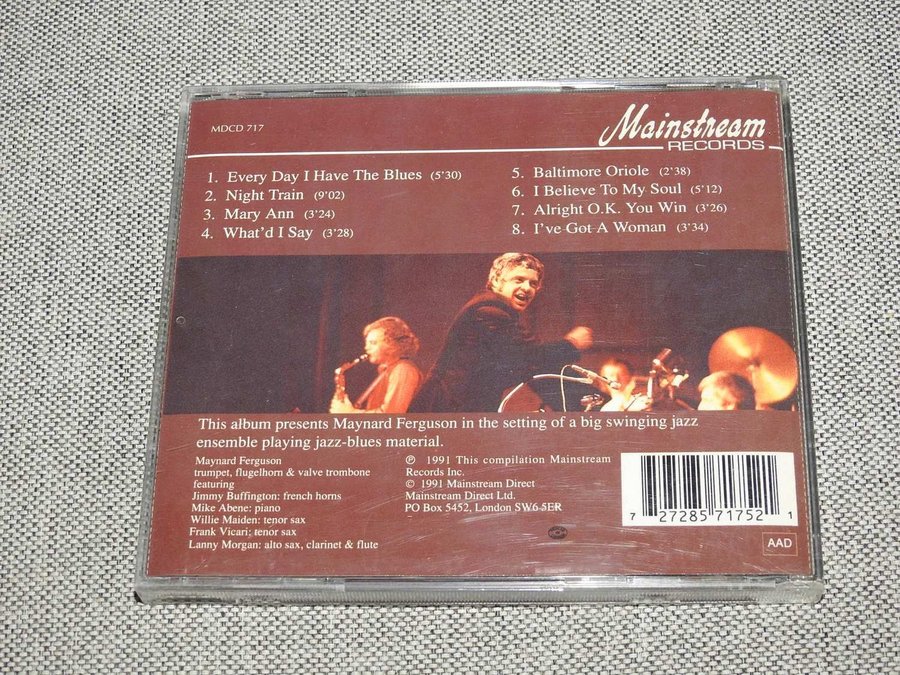 MDCD 717
Mainstream
RECORDS
1. Every Day I Have The Blues (5'30)
2. Night Train (9'02)
3. Mary Ann (3'24)
4. What'd I Say (3'28)
5. Baltimore Oriole (2'38)
6. I Believe To My Soul (5'12)
7. Alright O.K. You Win (3'26)
8. I've Got A Woman (3'34)
This album presents Maynard Ferguson in the setting of a big swinging jazz
ensemble playing jazz-blues material.
Maynard Ferguson
trumpet, flugelhorn & valve trombone
featuring
Jimmy Buffington: french horns
Mike Abene: piano
Willie Maiden: tenor sax
Frank Vicari; tenor sax
Lanny Morgan: alto sax, clarinet & flute
℗ 1991 This compilation Mainstream
Records Inc.
© 1991 Mainstream Direct
Mainstream Direct Ltd.
PO Box 5452, London SW6 5ER
7 27285 71752 1
AAD